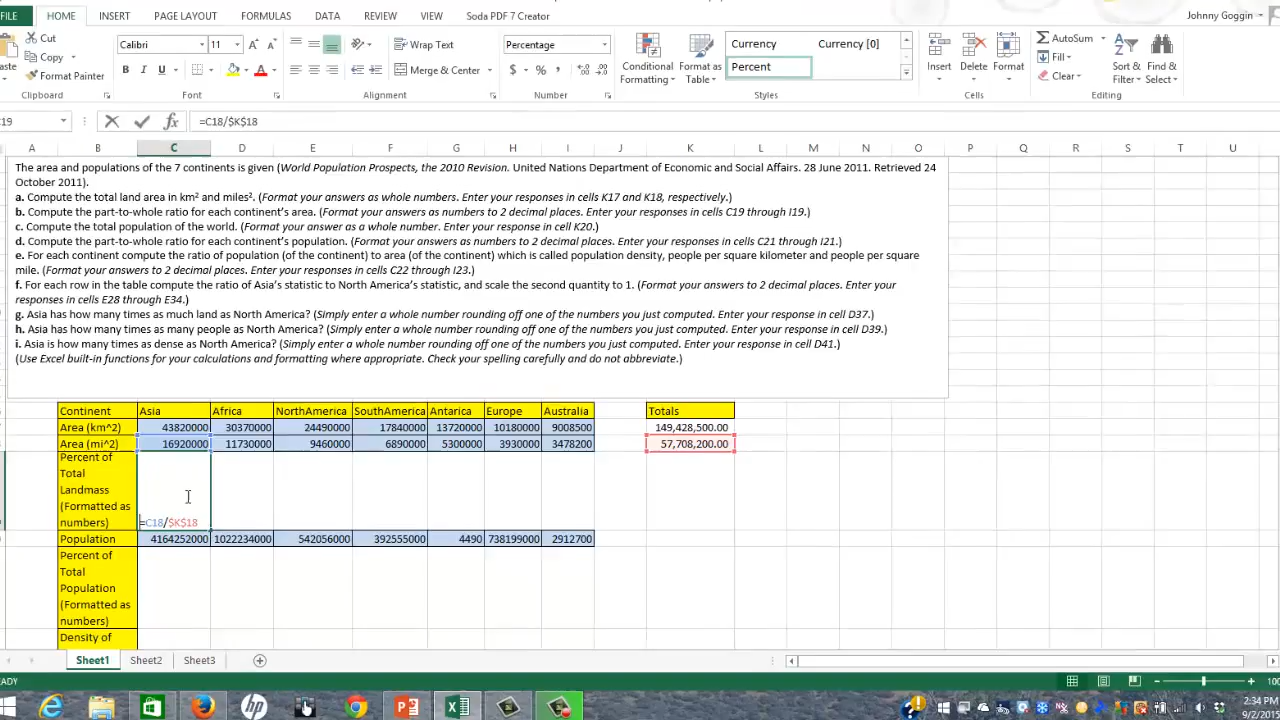 FILE HOME INSERT PAGE LAYOUT FORMULAS DATA REVIEW VIEW Soda PDF 7 Creator Johnny Goggin
Cut
Copy
Format Painter
Clipboard
Calibri 11
B I U
Font
Wrap Text
Merge & Center
Alignment
Percentage
$ % ,
Number
Conditional Formatting
Format as Table
Currency Currency [0]
Percent
Styles
Insert Delete Format
Cells
AutoSum
Fill
Clear
Sort & Filter
Find & Select
Editing
C19 =C18/$K$18
A B C D E F G H I J K L M N O P Q R S T U
The area and populations of the 7 continents is given (World Population Prospects, the 2010 Revision. United Nations Department of Economic and Social Affairs. 28 June 2011. Retrieved 24
October 2011).
a. Compute the total land area in km² and miles². (Format your answers as whole numbers. Enter your responses in cells K17 and K18, respectively.)
b. Compute the part-to-whole ratio for each continent's area. (Format your answers as numbers to 2 decimal places. Enter your responses in cells C19 through I19.)
c. Compute the total population of the world. (Format your answer as a whole number. Enter your response in cell K20.)
d. Compute the part-to-whole ratio for each continent's population. (Format your answers as numbers to 2 decimal places. Enter your responses in cells C21 through I21.)
e. For each continent compute the ratio of population (of the continent) to area (of the continent) which is called population density, people per square kilometer and people per square
mile. (Format your answers to 2 decimal places. Enter your responses in cells C22 through I23.)
f. For each row in the table compute the ratio of Asia's statistic to North America's statistic, and scale the second quantity to 1. (Format your answers to 2 decimal places. Enter your
responses in cells E28 through E34.)
g. Asia has how many times as much land as North America? (Simply enter a whole number rounding off one of the numbers you just computed. Enter your response in cell D37.)
h. Asia has how many times as many people as North America? (Simply enter a whole number rounding off one of the numbers you just computed. Enter your response in cell D39.)
i. Asia is how many times as dense as North America? (Simply enter a whole number rounding off one of the numbers you just computed. Enter your response in cell D41.)
(Use Excel built-in functions for your calculations and formatting where appropriate. Check your spelling carefully and do not abbreviate.)
Continent Asia Africa NorthAmerica SouthAmerica Antarica Europe Australia Totals
Area (km^2) 43820000 30370000 24490000 17840000 13720000 10180000 9008500 149,428,500.00
Area (mi^2) 16920000 11730000 9460000 6890000 5300000 3930000 3478200 57,708,200.00
Percent of
Total
Landmass
(Formatted as
numbers) =C18/$K$18
Population 4164252000 1022234000 542056000 392555000 4490 738199000 2912700
Percent of
Total
Population
(Formatted as
numbers)
Density of
Sheet1 Sheet2 Sheet3
READY 100
2:34 PM
9/2/2015